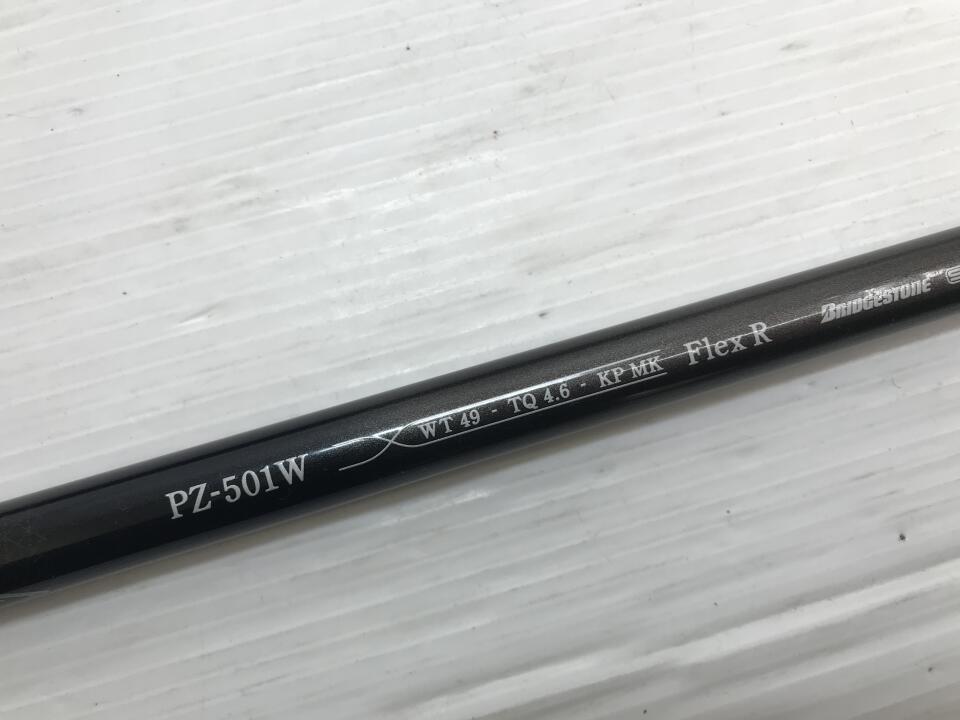 PZ-501W WT 49 - TQ 4.6 - KP MK Flex R BRIDGESTONE